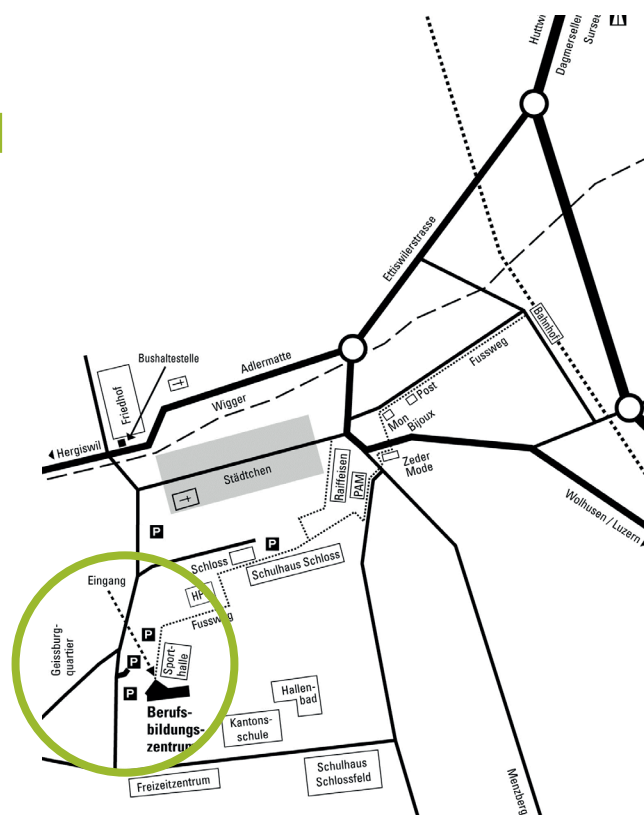 Huttwi
Dagmerseller
Surse
Ettiswilerstrasse
Bahnhof
Bushaltestelle
Adlermatte
Fussweg
Friedhof
Wigger
Post
Mon
Bijoux
Hergiswil
Städtchen
Raiffeisen
PAM
Zeder
Mode
Wolhusen / Luzern
P
P
Schloss
Schulhaus Schloss
Eingang
HP
Fussweg
P
Geissburg-
quartier
P
Sport-
halle
P
Hallen-
bad
Berufs-
bildungs-
zentrum
Kantons-
schule
Freizeitzentrum
Schulhaus
Schlossfeld
Menzberg